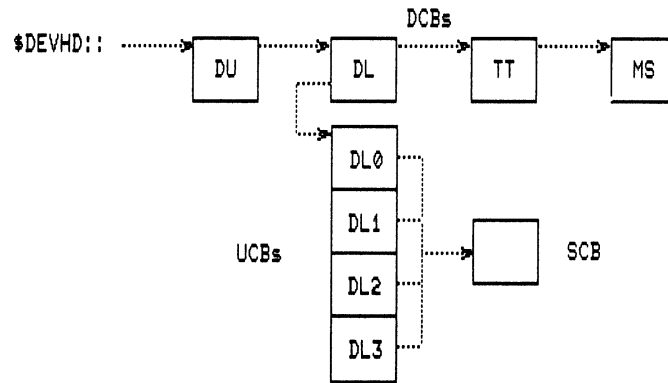 DCBs
$DEVHD::
DU
DL
TT
MS
DL0
DL1
UCBs
SCB
DL2
DL3